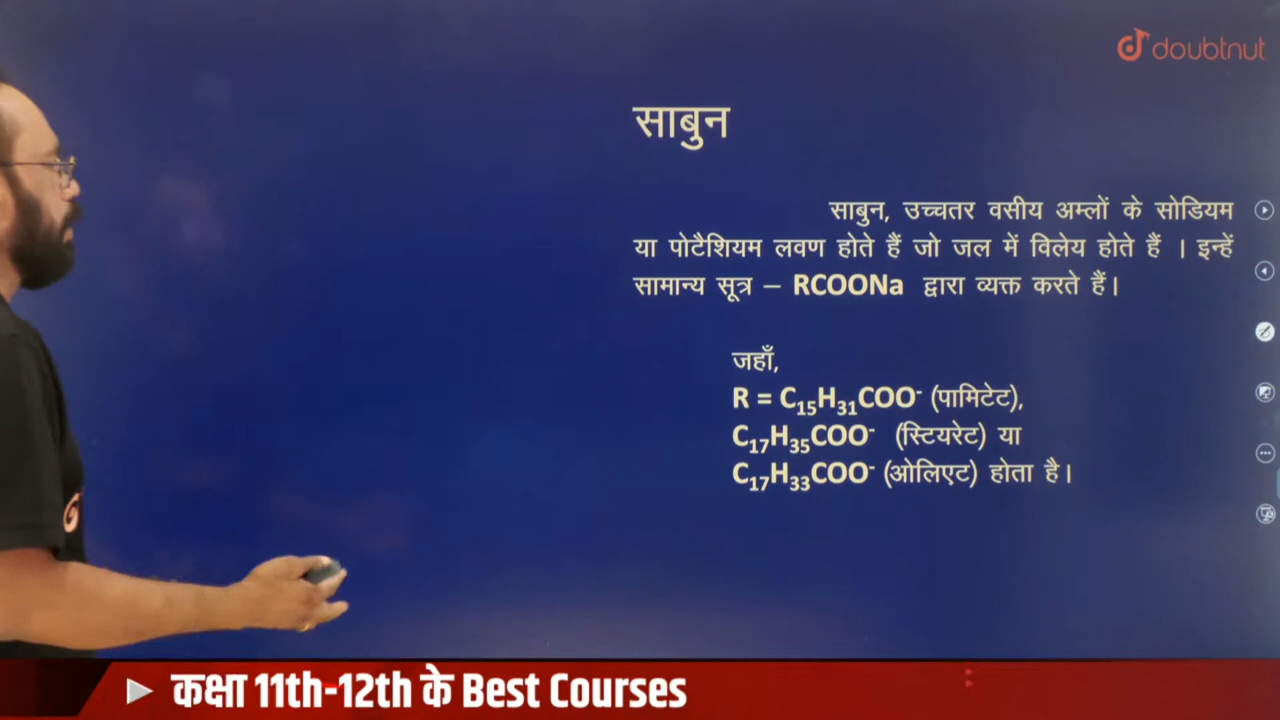 doubtnut
साबुन
साबुन, उच्चतर वसीय अम्लों के सोडियम
या पोटैशियम लवण होते हैं जो जल में विलेय होते हैं । इन्हें
सामान्य सूत्र – RCOONa द्वारा व्यक्त करते हैं।
जहाँ,
R = C₁₅H₃₁COO⁻ (पामिटेट),
C₁₇H₃₅COO⁻ (स्टियरेट) या
C₁₇H₃₃COO⁻ (ओलिएट) होता है।
कक्षा 11th-12th के Best Courses